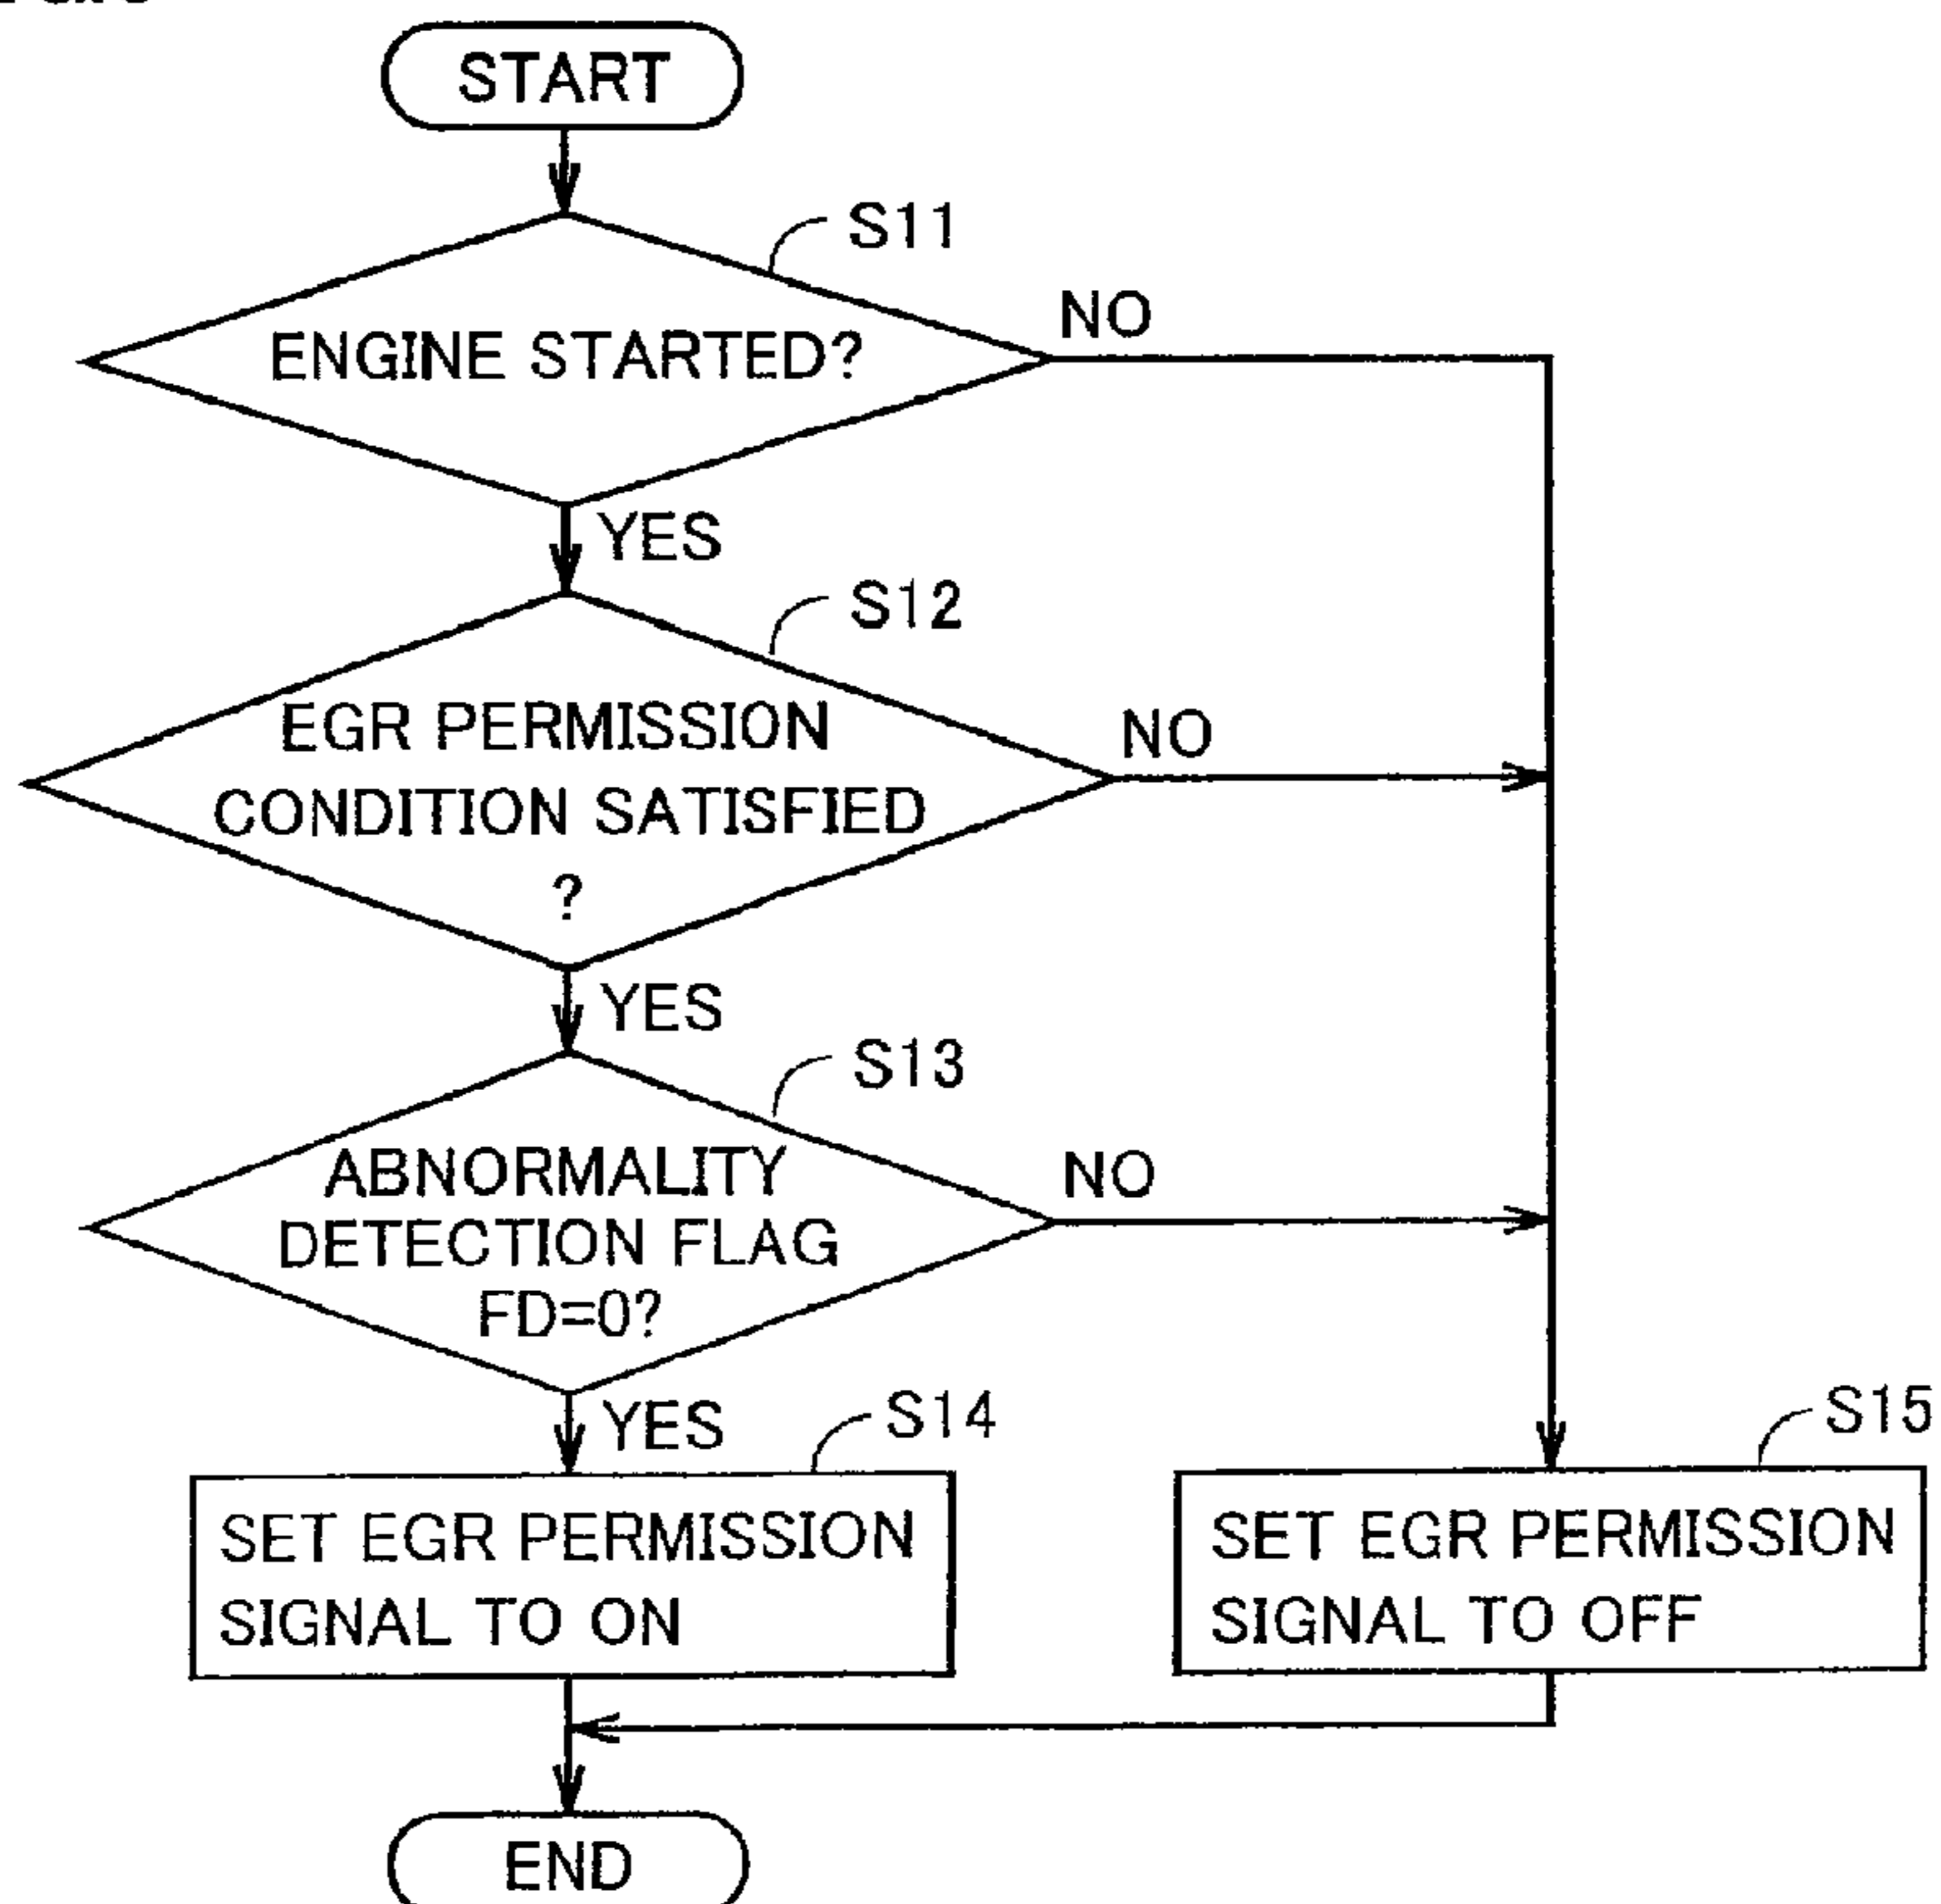 START
S11
ENGINE STARTED?
NO
YES
S12
EGR PERMISSION
CONDITION SATISFIED
?
NO
YES
S13
ABNORMALITY
DETECTION FLAG
FD=0?
NO
YES
S14
S15
SET EGR PERMISSION
SIGNAL TO ON
SET EGR PERMISSION
SIGNAL TO OFF
END